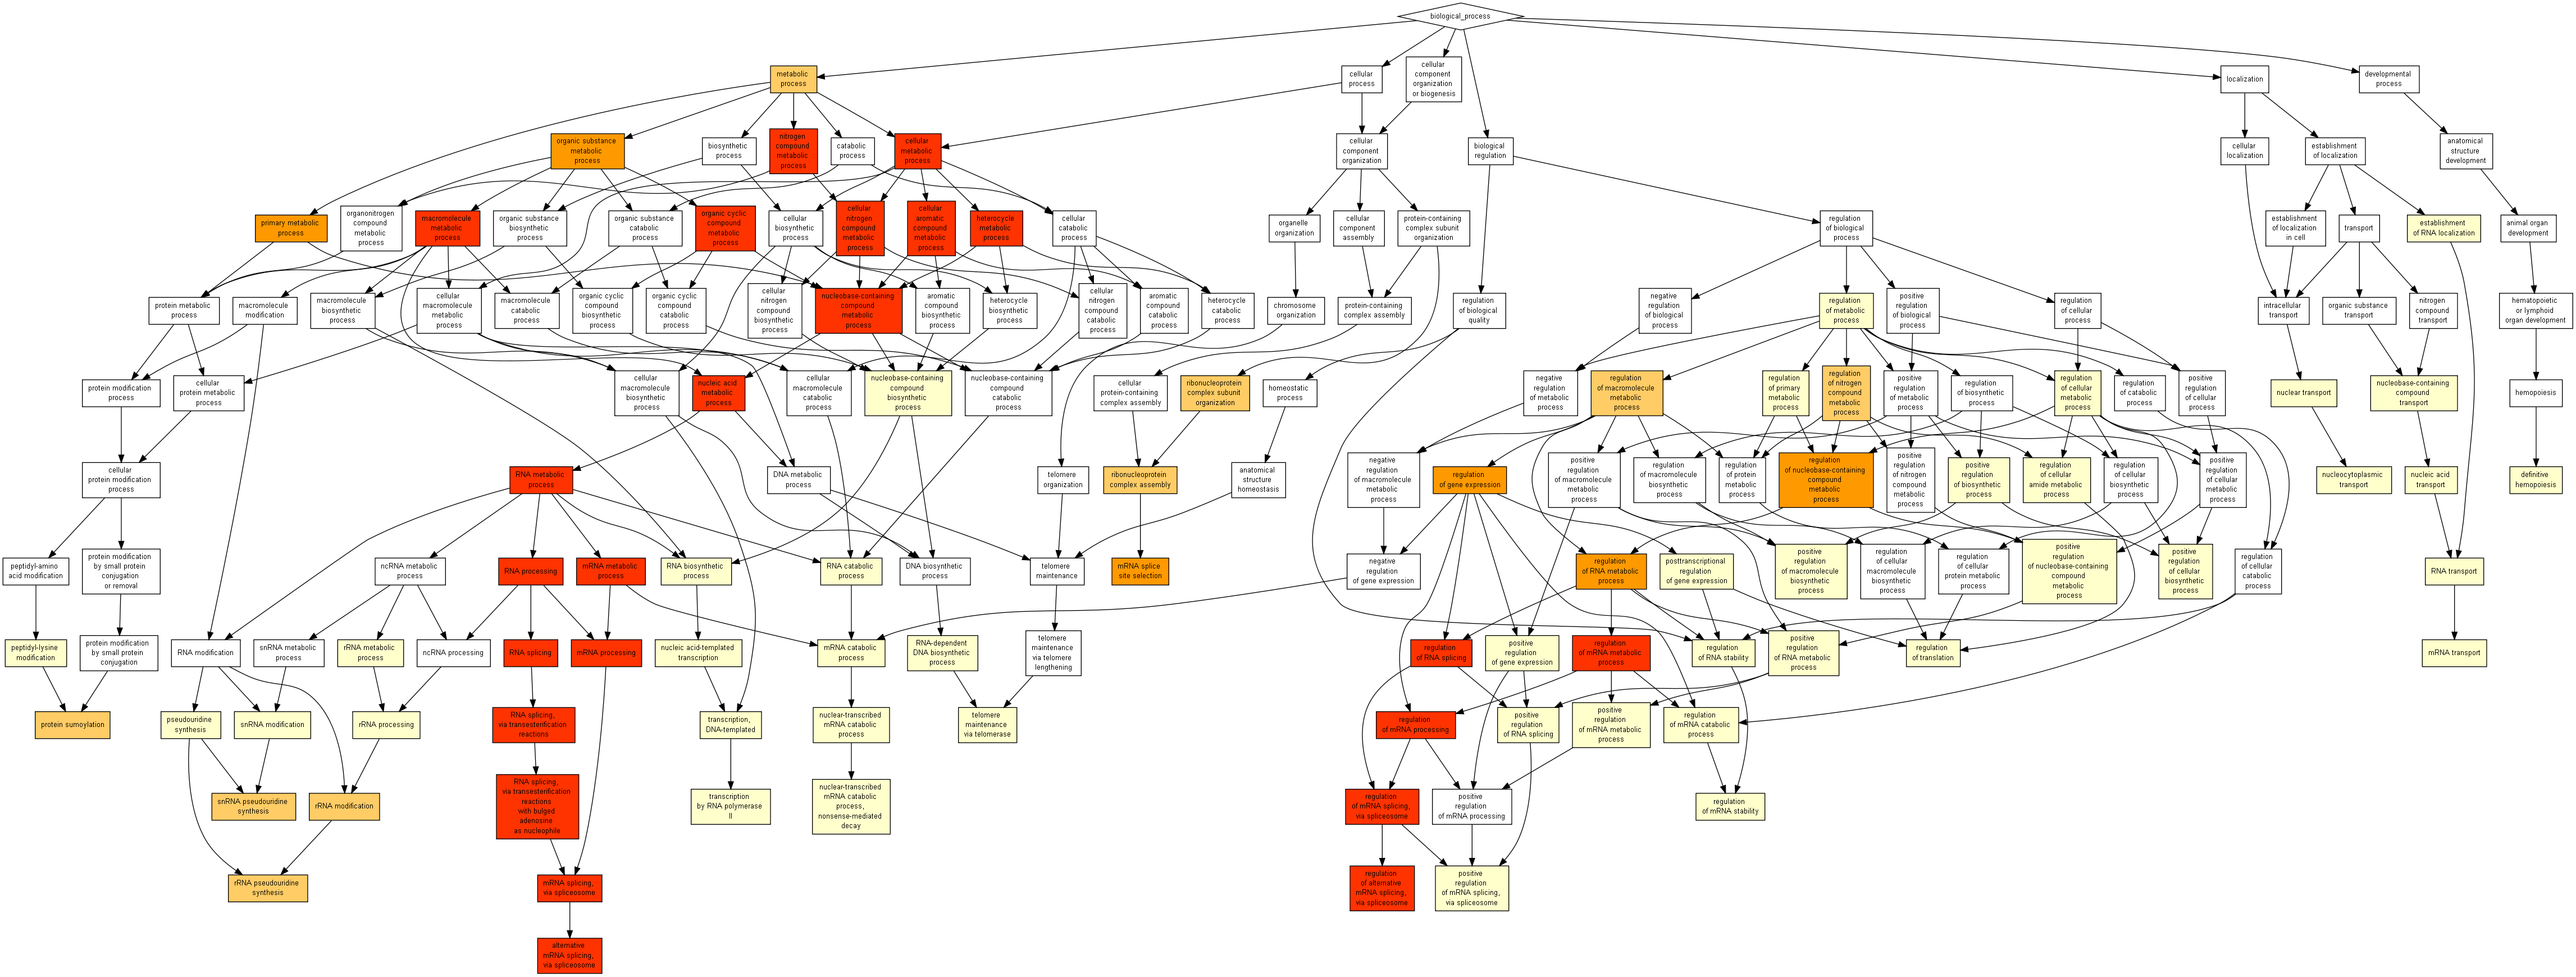 biological_process
metabolic
process
cellular
process
cellular
component
organization
or biogenesis
localization
developmental
process
organic substance
metabolic
process
biosynthetic
process
nitrogen
compound
metabolic
process
catabolic
process
cellular
metabolic
process
cellular
component
organization
biological
regulation
cellular
localization
establishment
of localization
anatomical
structure
development
primary metabolic
process
organonitrogen
compound
metabolic
process
macromolecule
metabolic
process
organic substance
biosynthetic
process
organic substance
catabolic
process
organic cyclic
compound
metabolic
process
cellular
biosynthetic
process
cellular
nitrogen
compound
metabolic
process
cellular
aromatic
compound
metabolic
process
heterocycle
metabolic
process
cellular
catabolic
process
organelle
organization
cellular
component
assembly
protein-containing
complex subunit
organization
regulation
of biological
process
establishment
of localization
in cell
transport
establishment
of RNA localization
animal organ
development
protein metabolic
process
macromolecule
modification
macromolecule
biosynthetic
process
cellular
macromolecule
metabolic
process
macromolecule
catabolic
process
organic cyclic
compound
biosynthetic
process
organic cyclic
compound
catabolic
process
cellular
nitrogen
compound
biosynthetic
process
nucleobase-containing
compound
metabolic
process
aromatic
compound
biosynthetic
process
heterocycle
biosynthetic
process
cellular
nitrogen
compound
catabolic
process
aromatic
compound
catabolic
process
heterocycle
catabolic
process
chromosome
organization
protein-containing
complex assembly
regulation
of biological
quality
negative
regulation
of biological
process
regulation
of metabolic
process
positive
regulation
of biological
process
regulation
of cellular
process
intracellular
transport
organic substance
transport
nitrogen
compound
transport
hematopoietic
or lymphoid
organ development
protein modification
process
cellular
protein metabolic
process
cellular
macromolecule
biosynthetic
process
nucleic acid
metabolic
process
cellular
macromolecule
catabolic
process
nucleobase-containing
compound
biosynthetic
process
nucleobase-containing
compound
catabolic
process
cellular
protein-containing
complex assembly
ribonucleoprotein
complex subunit
organization
homeostatic
process
negative
regulation
of metabolic
process
regulation
of macromolecule
metabolic
process
regulation
of primary
metabolic
process
regulation
of nitrogen
compound
metabolic
process
positive
regulation
of metabolic
process
regulation
of biosynthetic
process
regulation
of cellular
metabolic
process
regulation
of catabolic
process
positive
regulation
of cellular
process
nuclear transport
nucleobase-containing
compound
transport
hemopoiesis
cellular
protein modification
process
RNA metabolic
process
DNA metabolic
process
telomere
organization
ribonucleoprotein
complex assembly
anatomical
structure
homeostasis
negative
regulation
of macromolecule
metabolic
process
regulation
of gene expression
positive
regulation
of macromolecule
metabolic
process
regulation
of macromolecule
biosynthetic
process
regulation
of protein
metabolic
process
regulation
of nucleobase-containing
compound
metabolic
process
positive
regulation
of nitrogen
compound
metabolic
process
positive
regulation
of biosynthetic
process
regulation
of cellular
amide metabolic
process
regulation
of cellular
biosynthetic
process
positive
regulation
of cellular
metabolic
process
nucleocytoplasmic
transport
nucleic acid
transport
definitive
hemopoiesis
peptidyl-amino
acid modification
protein modification
by small protein
conjugation
or removal
ncRNA metabolic
process
RNA processing
mRNA metabolic
process
RNA biosynthetic
process
RNA catabolic
process
DNA biosynthetic
process
telomere
maintenance
mRNA splice
site selection
negative
regulation
of gene expression
regulation
of RNA metabolic
process
posttranscriptional
regulation
of gene expression
positive
regulation
of macromolecule
biosynthetic
process
regulation
of cellular
macromolecule
biosynthetic
process
regulation
of cellular
protein metabolic
process
positive
regulation
of nucleobase-containing
compound
metabolic
process
positive
regulation
of cellular
biosynthetic
process
regulation
of cellular
catabolic
process
RNA transport
peptidyl-lysine
modification
protein modification
by small protein
conjugation
RNA modification
snRNA metabolic
process
rRNA metabolic
process
ncRNA processing
RNA splicing
mRNA processing
nucleic acid-templated
transcription
mRNA catabolic
process
RNA-dependent
DNA biosynthetic
process
telomere
maintenance
via telomere
lengthening
regulation
of RNA splicing
positive
regulation
of gene expression
regulation
of mRNA metabolic
process
regulation
of RNA stability
positive
regulation
of RNA metabolic
process
regulation
of translation
mRNA transport
protein sumoylation
pseudouridine
synthesis
snRNA modification
rRNA processing
RNA splicing,
via transesterification
reactions
transcription,
DNA-templated
nuclear-transcribed
mRNA catabolic
process
telomere
maintenance
via telomerase
regulation
of mRNA processing
positive
regulation
of RNA splicing
positive
regulation
of mRNA metabolic
process
regulation
of mRNA catabolic
process
snRNA pseudouridine
synthesis
rRNA modification
RNA splicing,
via transesterification
reactions
with bulged
adenosine
as nucleophile
transcription
by RNA polymerase
II
nuclear-transcribed
mRNA catabolic
process,
nonsense-mediated
decay
regulation
of mRNA splicing,
via spliceosome
positive
regulation
of mRNA processing
regulation
of mRNA stability
rRNA pseudouridine
synthesis
mRNA splicing,
via spliceosome
regulation
of alternative
mRNA splicing,
via spliceosome
positive
regulation
of mRNA splicing,
via spliceosome
alternative
mRNA splicing,
via spliceosome